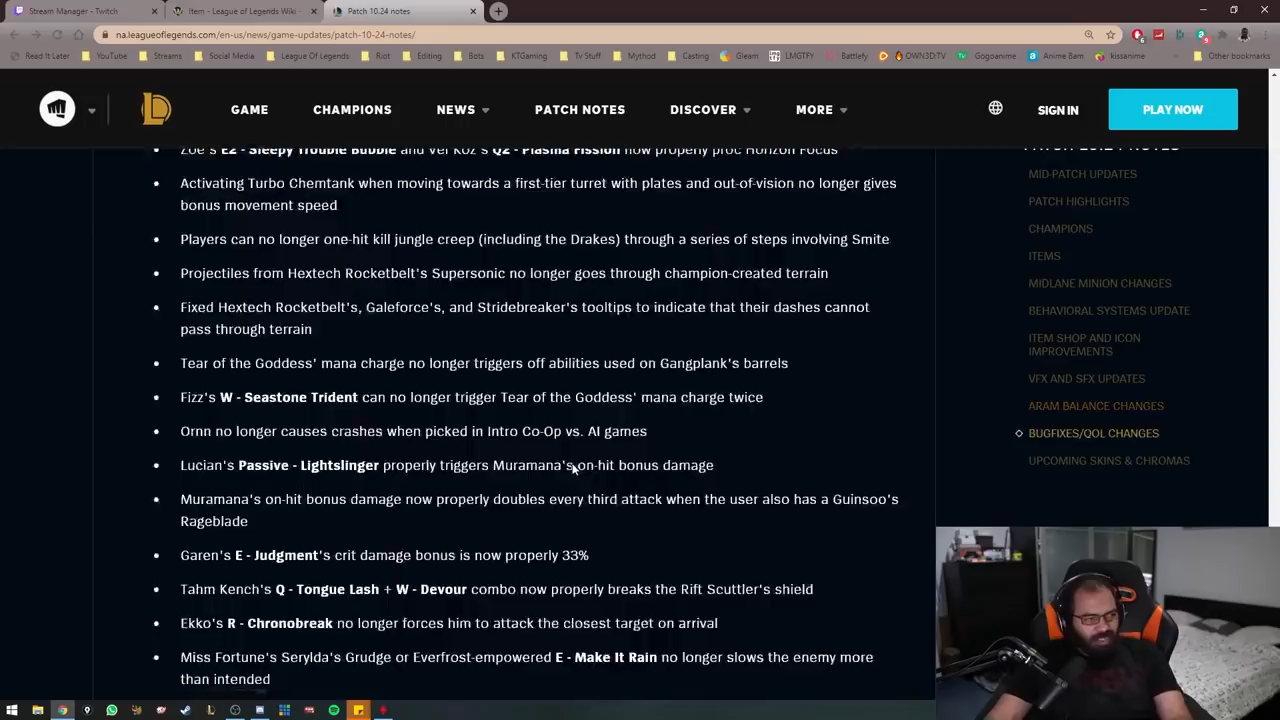 Stream Manager - Twitch
Item - League of Legends Wiki -
Patch 10.24 notes
na.leagueoflegends.com/en-us/news/game-updates/patch-10-24-notes/
Read It Later
YouTube
Streams
Social Media
League Of Legends
Riot
Editing
Bots
KTGaming
Tv Stuff
Mythod
Casting
Gleam
LMGTFY
Battlefy
OWN3D.TV
Gogoanime
Anime Bam
kissanime
Other bookmarks
GAME
CHAMPIONS
NEWS
PATCH NOTES
DISCOVER
MORE
SIGN IN
PLAY NOW
Zoe's E2 - Sleepy Trouble Bubble and Vel'Koz's Q2 - Plasma Fission now properly proc Horizon Focus
Activating Turbo Chemtank when moving towards a first-tier turret with plates and out-of-vision no longer gives
bonus movement speed
Players can no longer one-hit kill jungle creep (including the Drakes) through a series of steps involving Smite
Projectiles from Hextech Rocketbelt's Supersonic no longer goes through champion-created terrain
Fixed Hextech Rocketbelt's, Galeforce's, and Stridebreaker's tooltips to indicate that their dashes cannot
pass through terrain
Tear of the Goddess' mana charge no longer triggers off abilities used on Gangplank's barrels
Fizz's W - Seastone Trident can no longer trigger Tear of the Goddess' mana charge twice
Ornn no longer causes crashes when picked in Intro Co-Op vs. AI games
Lucian's Passive - Lightslinger properly triggers Muramana's on-hit bonus damage
Muramana's on-hit bonus damage now properly doubles every third attack when the user also has a Guinsoo's
Rageblade
Garen's E - Judgment's crit damage bonus is now properly 33%
Tahm Kench's Q - Tongue Lash + W - Devour combo now properly breaks the Rift Scuttler's shield
Ekko's R - Chronobreak no longer forces him to attack the closest target on arrival
Miss Fortune's Serylda's Grudge or Everfrost-empowered E - Make It Rain no longer slows the enemy more
than intended
PATCH 10.24 NOTES
MID-PATCH UPDATES
PATCH HIGHLIGHTS
CHAMPIONS
ITEMS
MIDLANE MINION CHANGES
BEHAVIORAL SYSTEMS UPDATE
ITEM SHOP AND ICON
IMPROVEMENTS
VFX AND SFX UPDATES
ARAM BALANCE CHANGES
BUGFIXES/QOL CHANGES
UPCOMING SKINS & CHROMAS